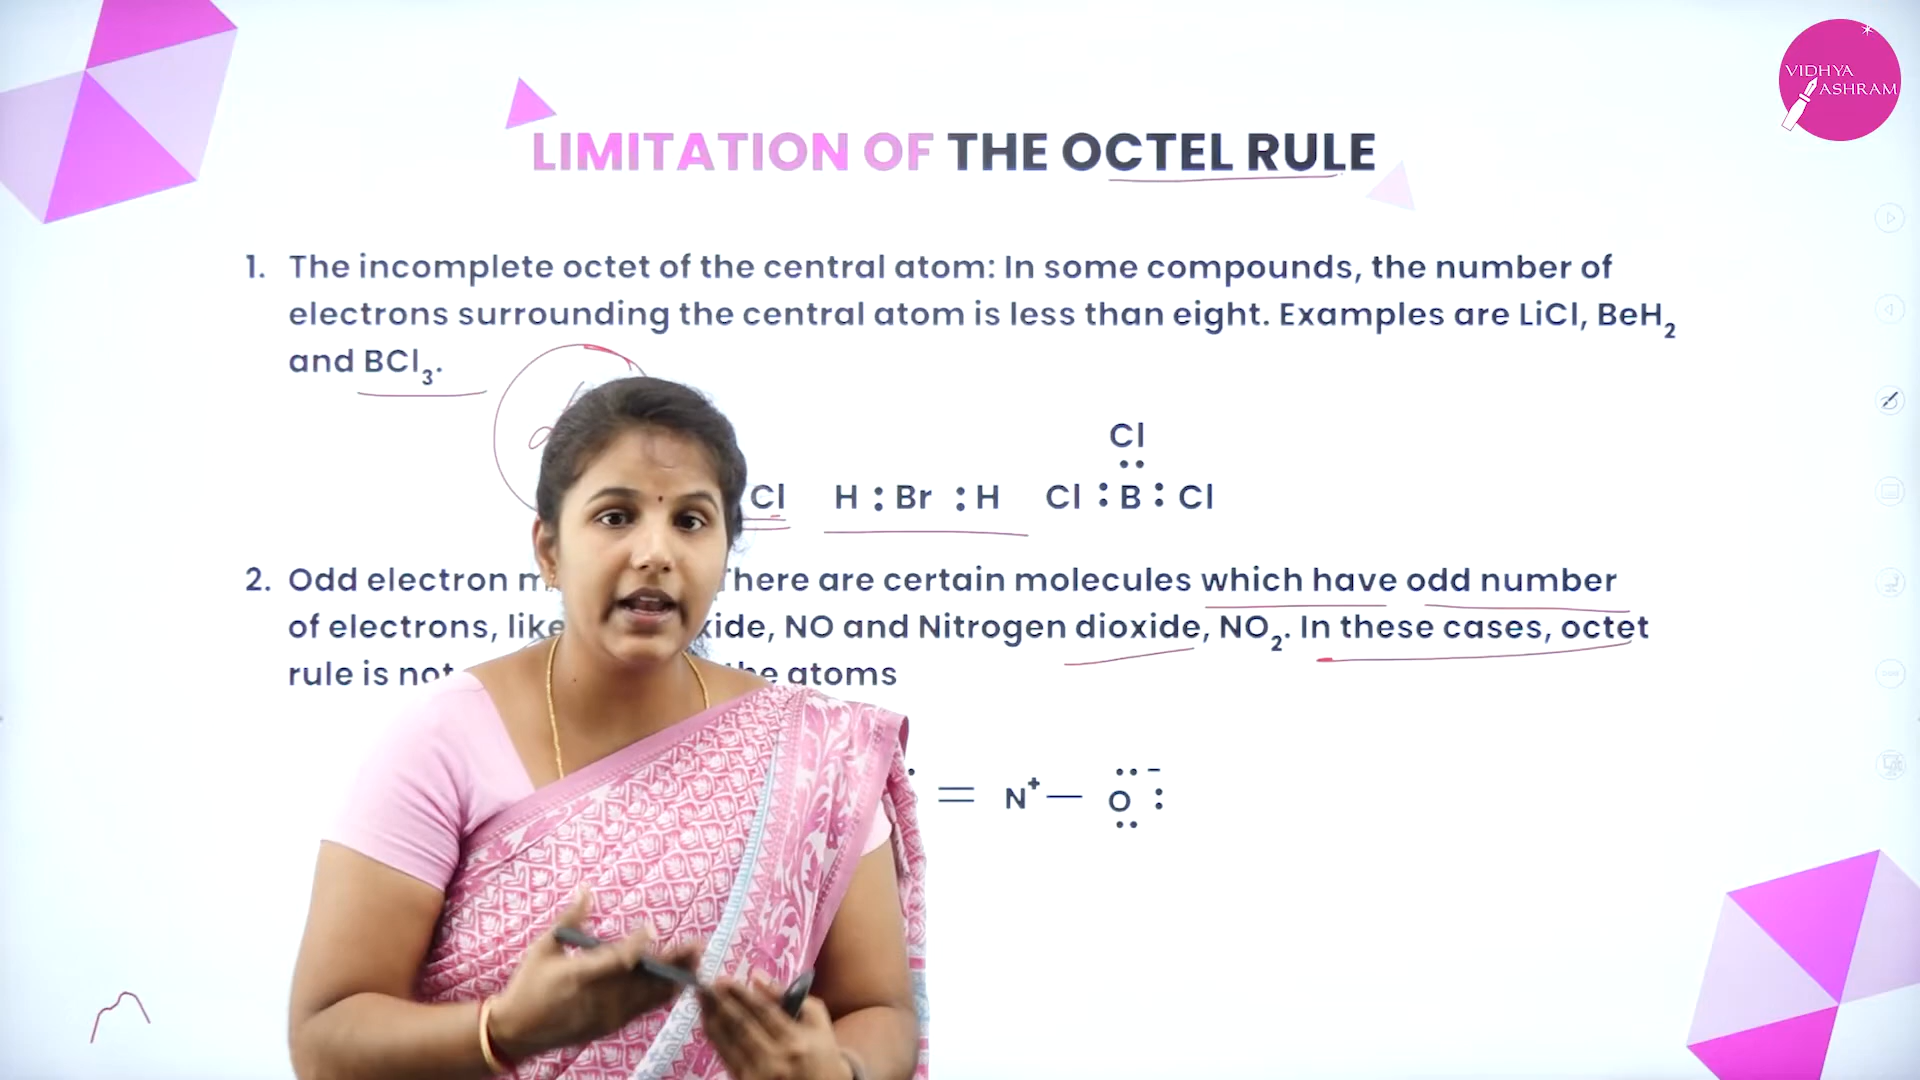 VIDHYA
ASHRAM
LIMITATION OF THE OCTEL RULE
1. The incomplete octet of the central atom: In some compounds, the number of
electrons surrounding the central atom is less than eight. Examples are LiCl, BeH₂
and BCl₃.
Cl
Cl H : Br : H Cl : B : Cl
2. Odd electron There are certain molecules which have odd number
of electrons, like NO and Nitrogen dioxide, NO₂. In these cases, octet
rule is not the atoms
= N⁺ — O⁻